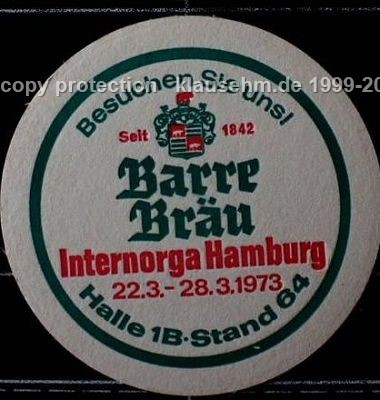 copy protection - klausehm.de 1999-20
Besuchen Sie uns!
Seit 1842
Barre
Bräu
Internorga Hamburg
22.3.-28.3.1973
Halle 1B·Stand 64